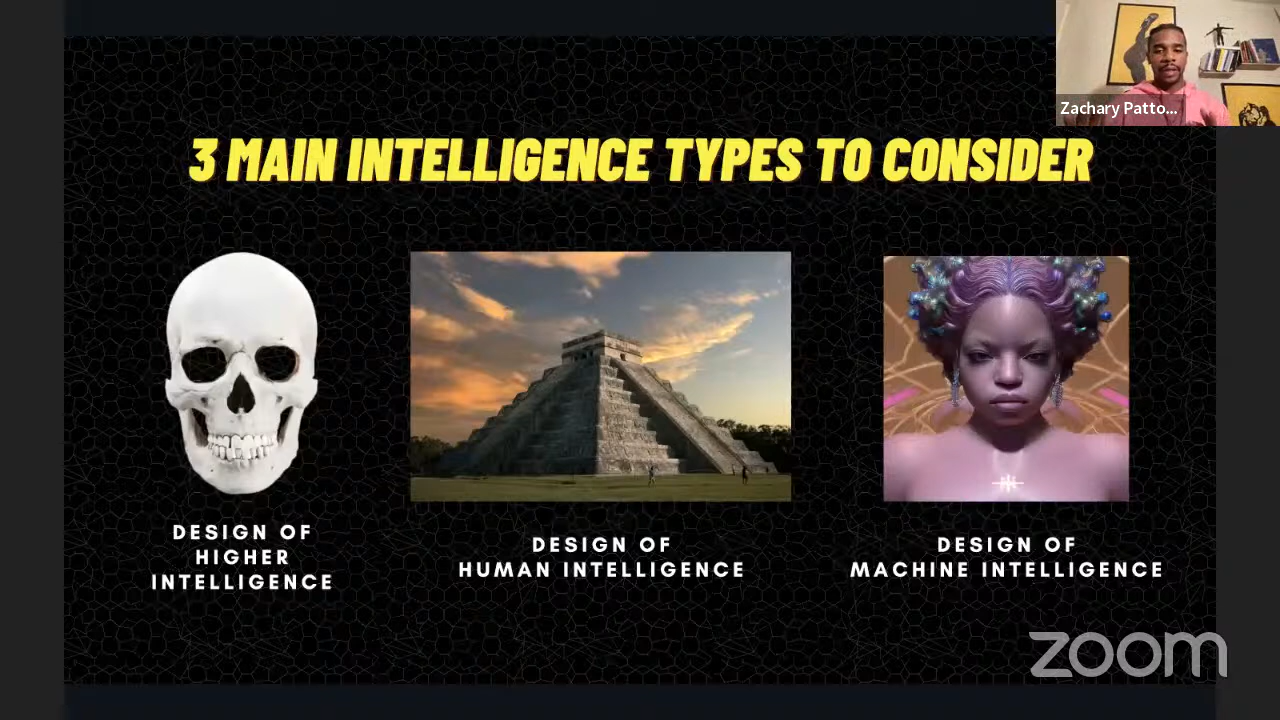 Zachary Patto...
3 MAIN INTELLIGENCE TYPES TO CONSIDER
DESIGN OF
HIGHER
INTELLIGENCE
DESIGN OF
HUMAN INTELLIGENCE
DESIGN OF
MACHINE INTELLIGENCE
zoom